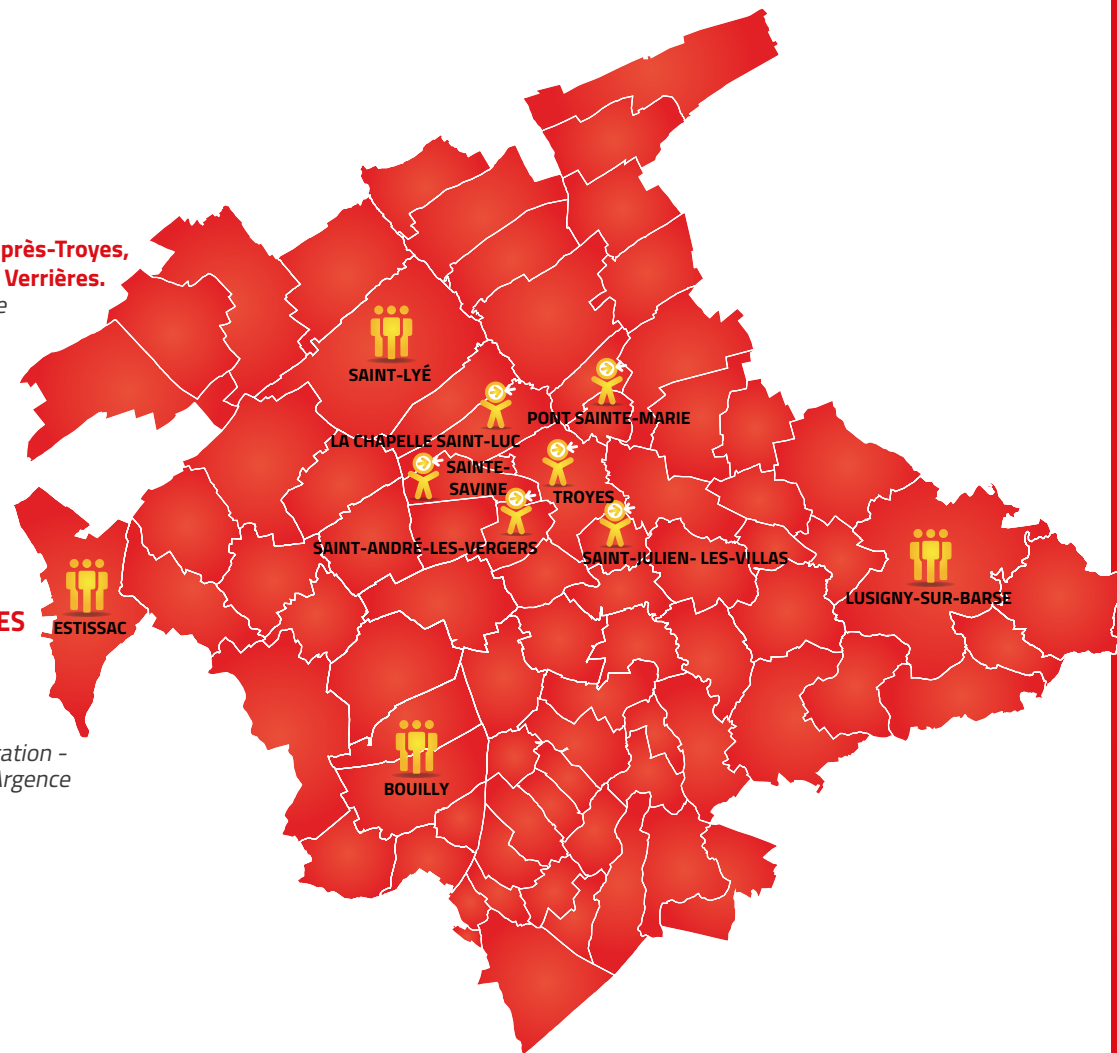 près-Troyes,
Verrières.
e
SAINT-LYÉ
PONT SAINTE-MARIE
LA CHAPELLE SAINT-LUC
SAINTE-
SAVINE
TROYES
SAINT-ANDRÉ-LES-VERGERS
SAINT-JULIEN- LES-VILLAS
LUSIGNY-SUR-BARSE
ES
ESTISSAC
ration -
Argence
BOUILLY